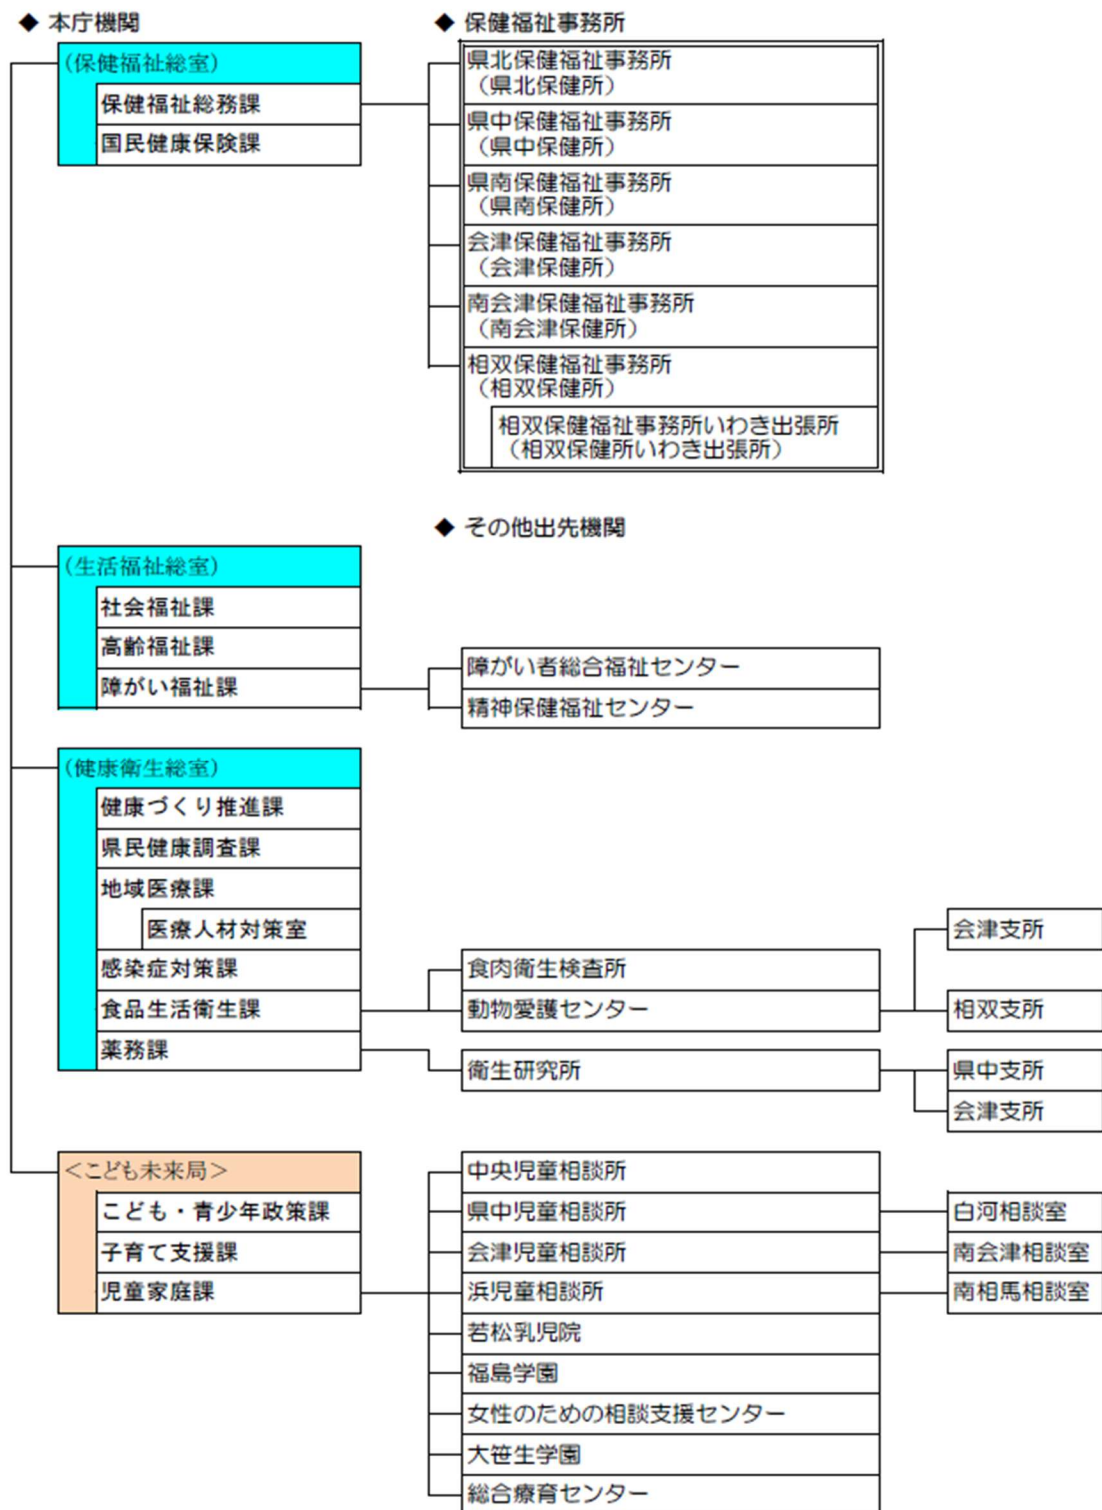 ◆ 本庁機関
(保健福祉総室)
保健福祉総務課
国民健康保険課
◆ 保健福祉事務所
県北保健福祉事務所
（県北保健所）
県中保健福祉事務所
（県中保健所）
県南保健福祉事務所
（県南保健所）
会津保健福祉事務所
（会津保健所）
南会津保健福祉事務所
（南会津保健所）
相双保健福祉事務所
（相双保健所）
相双保健福祉事務所いわき出張所
（相双保健所いわき出張所）
◆ その他出先機関
(生活福祉総室)
社会福祉課
高齢福祉課
障がい福祉課
障がい者総合福祉センター
精神保健福祉センター
(健康衛生総室)
健康づくり推進課
県民健康調査課
地域医療課
医療人材対策室
感染症対策課
食品生活衛生課
薬務課
食肉衛生検査所
動物愛護センター
会津支所
相双支所
衛生研究所
県中支所
会津支所
＜こども未来局＞
こども・青少年政策課
子育て支援課
児童家庭課
中央児童相談所
県中児童相談所
白河相談室
会津児童相談所
南会津相談室
浜児童相談所
南相馬相談室
若松乳児院
福島学園
女性のための相談支援センター
大笹生学園
総合療育センター